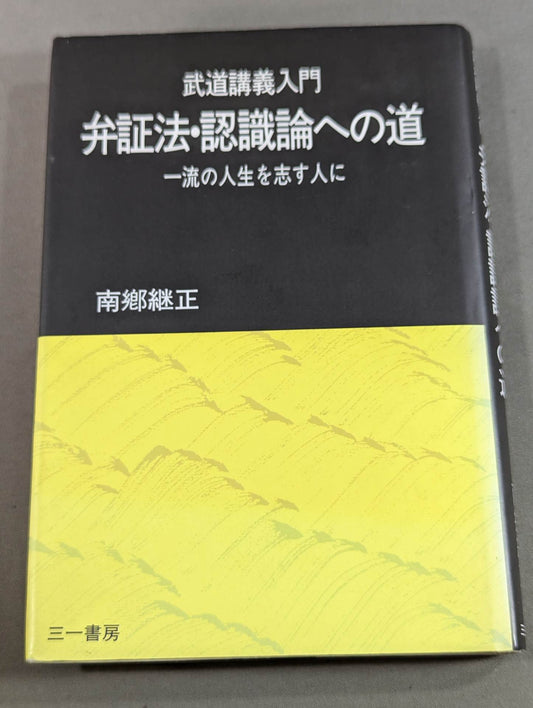 武道講義入門
弁証法・認識論への道
一流の人生を志す人に
南鄕継正
三一書房